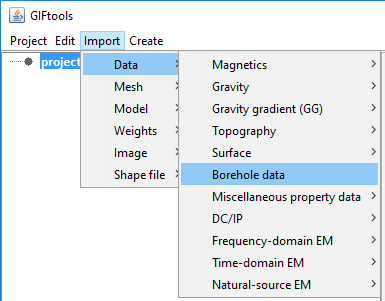 GIFtools
Project Edit Import Create
project
Data
Mesh
Model
Weights
Image
Shape file
Magnetics
Gravity
Gravity gradient (GG)
Topography
Surface
Borehole data
Miscellaneous property data
DC/IP
Frequency-domain EM
Time-domain EM
Natural-source EM